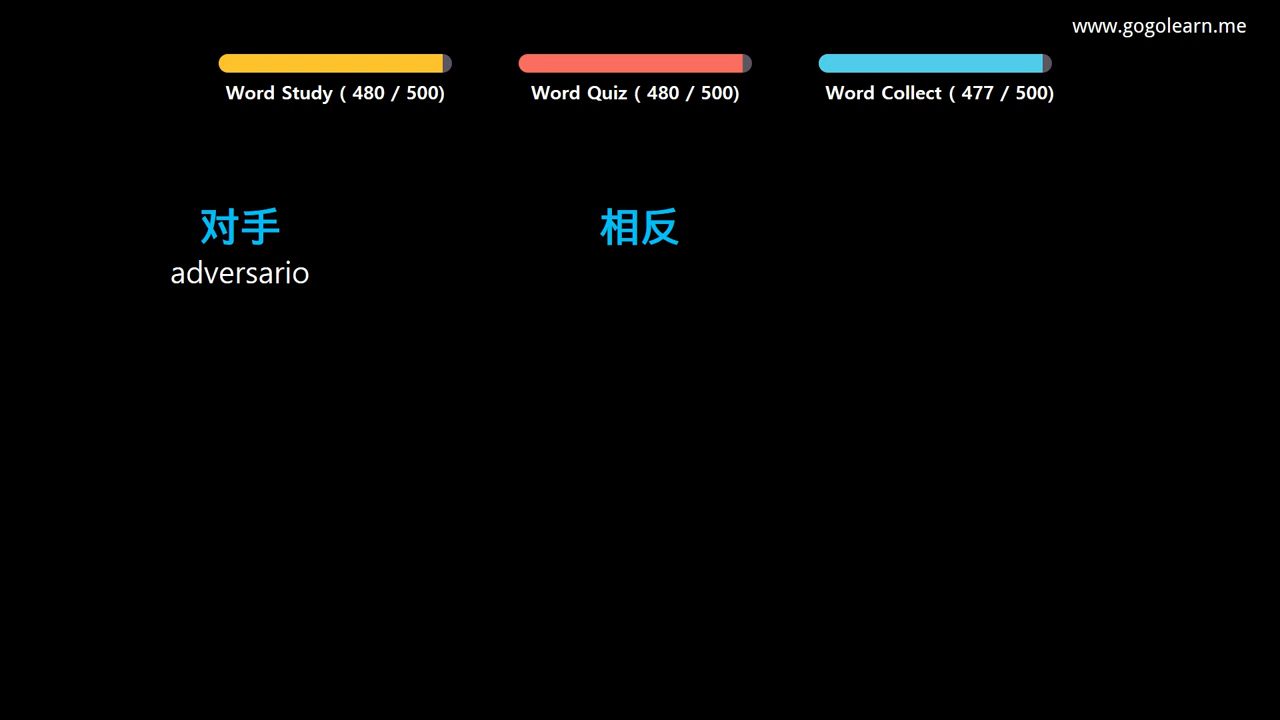 www.gogolearn.me
Word Study ( 480 / 500)
Word Quiz ( 480 / 500)
Word Collect ( 477 / 500)
对手
adversario
相反